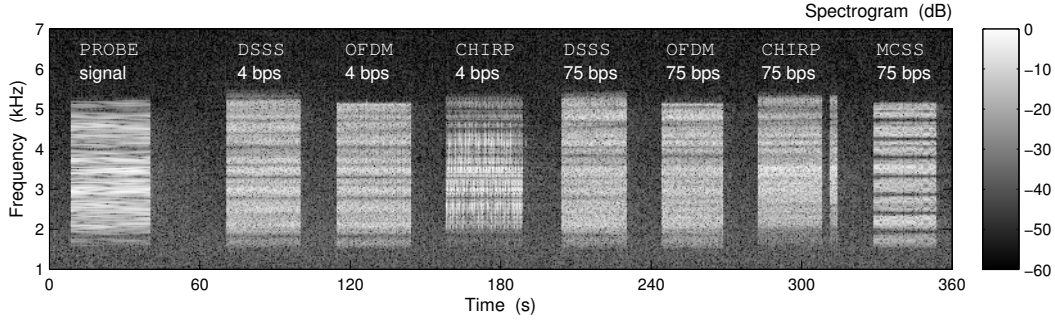 Spectrogram (dB)
7
6
5
4
3
2
1
Frequency (kHz)
PROBE DSSS OFDM CHIRP DSSS OFDM CHIRP MCSS
signal 4 bps 4 bps 4 bps 75 bps 75 bps 75 bps 75 bps
0 60 120 180 240 300 360
Time (s)
0
−10
−20
−30
−40
−50
−60